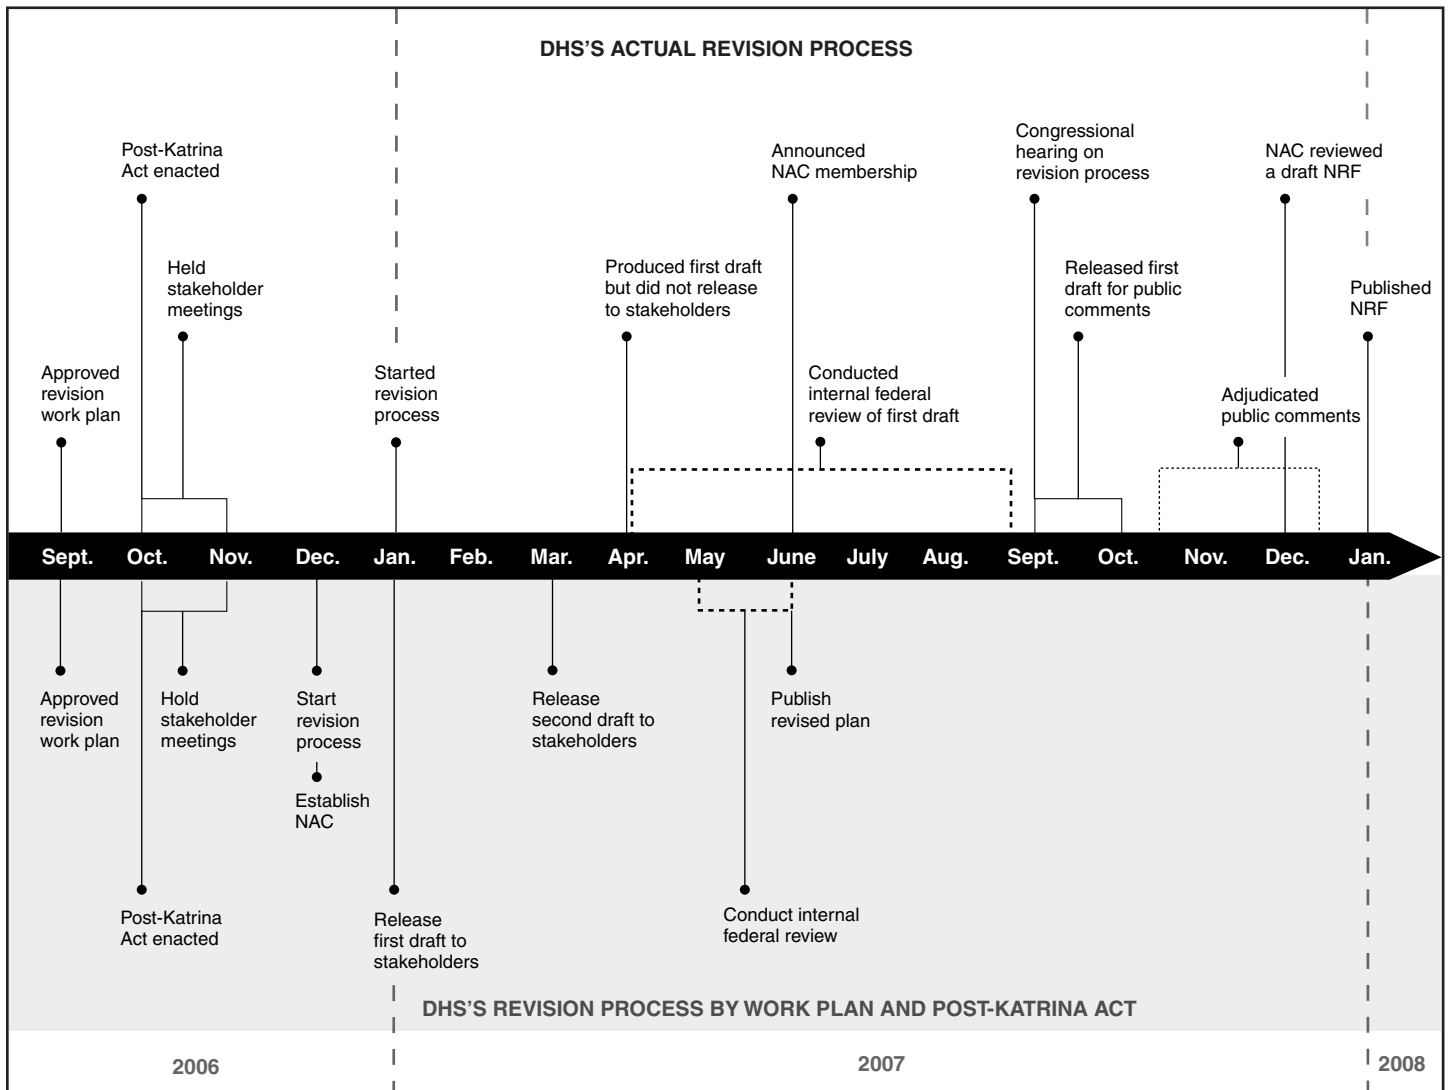 DHS'S ACTUAL REVISION PROCESS
Post-Katrina
Act enacted
Announced
NAC membership
Congressional
hearing on
revision process
NAC reviewed
a draft NRF
Held
stakeholder
meetings
Produced first draft
but did not release
to stakeholders
Released first
draft for public
comments
Published
NRF
Approved
revision
work plan
Started
revision
process
Conducted
internal federal
review of first draft
Adjudicated
public comments
Sept. Oct. Nov. Dec. Jan. Feb. Mar. Apr. May June July Aug. Sept. Oct. Nov. Dec. Jan.
Approved
revision
work plan
Hold
stakeholder
meetings
Start
revision
process
Establish
NAC
Release
second draft to
stakeholders
Publish
revised plan
Post-Katrina
Act enacted
Release
first draft to
stakeholders
Conduct internal
federal review
DHS'S REVISION PROCESS BY WORK PLAN AND POST-KATRINA ACT
2006 2007 2008